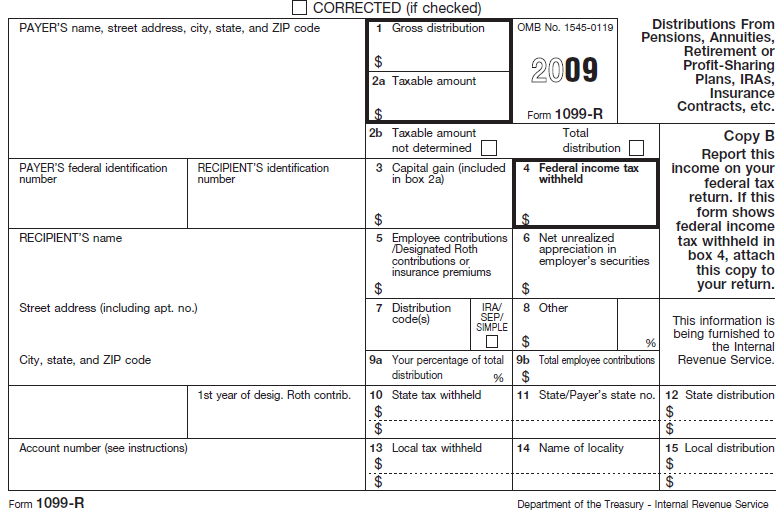 CORRECTED (if checked)
PAYER'S name, street address, city, state, and ZIP code
1 Gross distribution
$
2a Taxable amount
$
OMB No. 1545-0119
2009
Form 1099-R
Distributions From
Pensions, Annuities,
Retirement or
Profit-Sharing
Plans, IRAs,
Insurance
Contracts, etc.
2b Taxable amount
not determined
Total
distribution
Copy B
Report this
income on your
federal tax
return. If this
form shows
federal income
tax withheld in
box 4, attach
this copy to
your return.
PAYER'S federal identification
number
RECIPIENT'S identification
number
3 Capital gain (included
in box 2a)
$
4 Federal income tax
withheld
$
RECIPIENT'S name
5 Employee contributions
/Designated Roth
contributions or
insurance premiums
$
6 Net unrealized
appreciation in
employer's securities
$
Street address (including apt. no.)
7 Distribution
code(s)
IRA/
SEP/
SIMPLE
8 Other
$
%
This information is
being furnished to
the Internal
Revenue Service.
City, state, and ZIP code
9a Your percentage of total
distribution %
9b Total employee contributions
$
1st year of desig. Roth contrib.
10 State tax withheld
$
$
11 State/Payer's state no.
12 State distribution
$
$
Account number (see instructions)
13 Local tax withheld
$
$
14 Name of locality
15 Local distribution
$
$
Form 1099-R
Department of the Treasury - Internal Revenue Service